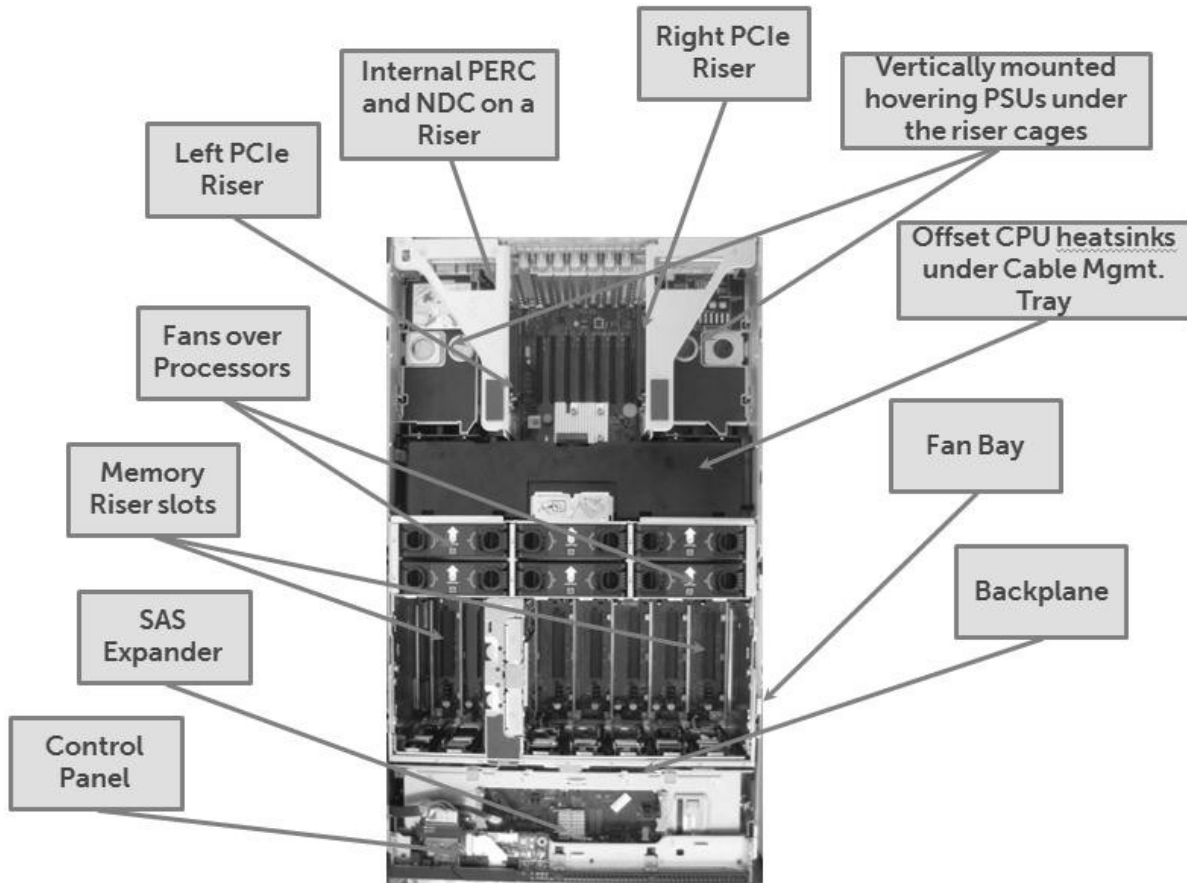 Right PCIe
Riser
Internal PERC
and NDC on a
Riser
Vertically mounted
hovering PSUs under
the riser cages
Left PCIe
Riser
Offset CPU heatsinks
under Cable Mgmt.
Tray
Fans over
Processors
Fan Bay
Memory
Riser slots
Backplane
SAS
Expander
Control
Panel